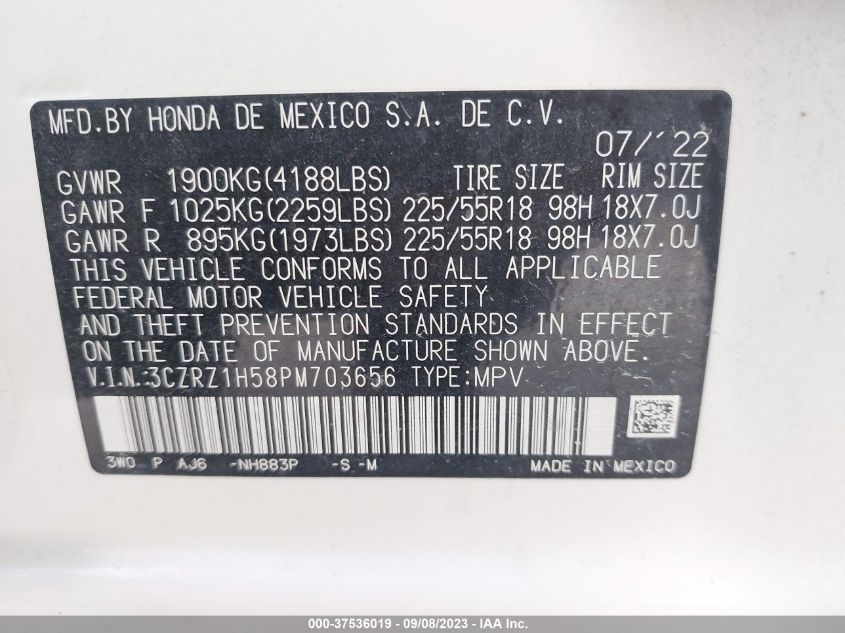 MFD.BY HONDA DE MEXICO S.A. DE C.V.
07/'22
GVWR 1900KG(4188LBS) TIRE SIZE RIM SIZE
GAWR F 1025KG(2259LBS) 225/55R18 98H 18X7.0J
GAWR R 895KG(1973LBS) 225/55R18 98H 18X7.0J
THIS VEHICLE CONFORMS TO ALL APPLICABLE
FEDERAL MOTOR VEHICLE SAFETY
AND THEFT PREVENTION STANDARDS IN EFFECT
ON THE DATE OF MANUFACTURE SHOWN ABOVE.
V.I.N.:3CZRZ1H58PM703656 TYPE:MPV
3W0 P AJ6 -NH883P -S -M MADE IN MEXICO
000-37536019 - 09/08/2023 - IAA Inc.